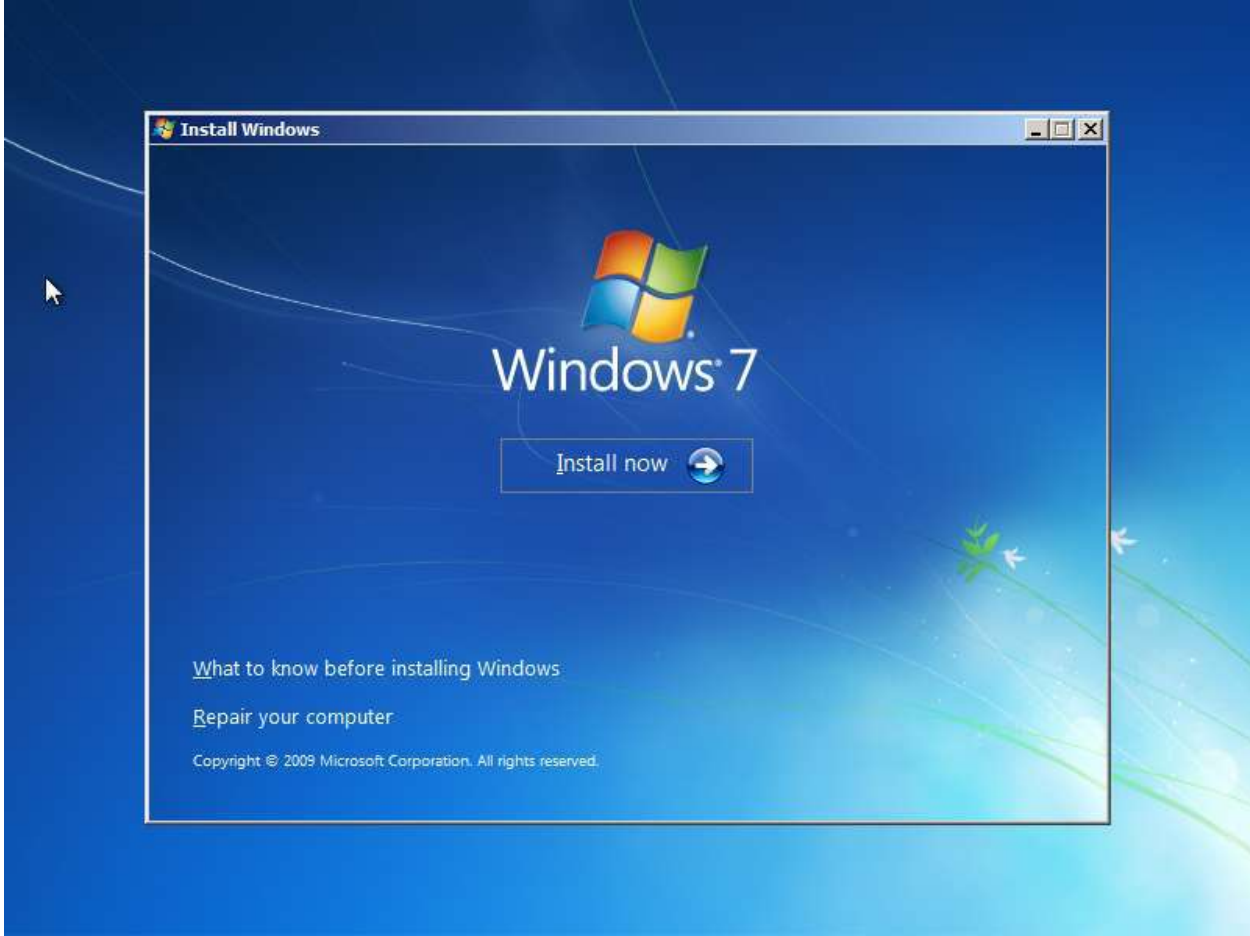 Install Windows
Windows® 7
Install now
What to know before installing Windows
Repair your computer
Copyright © 2009 Microsoft Corporation. All rights reserved.